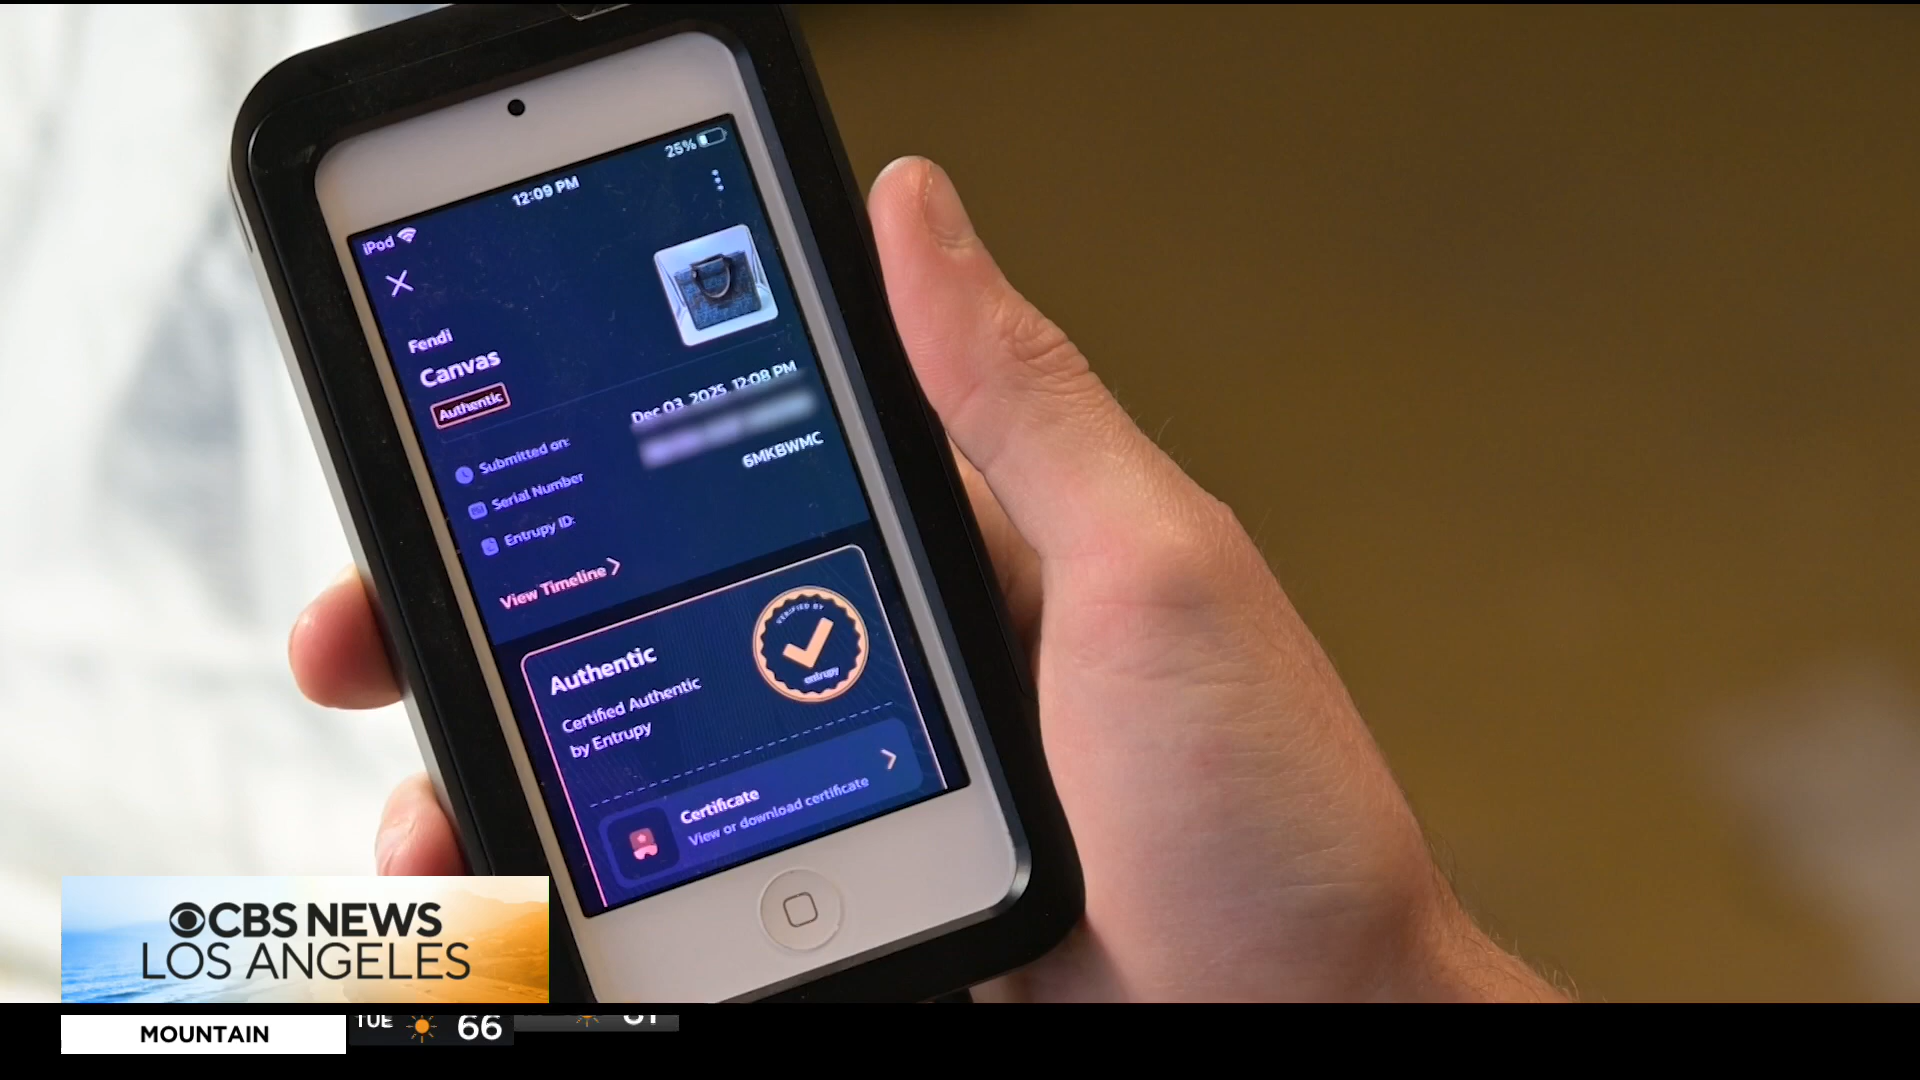 25%
12:09 PM
iPod
Fendi
Canvas
Authentic
Submitted on:
Dec 03, 2025, 12:08 PM
Serial Number
Entrupy ID:
6MKBWMC
View Timeline
Authentic
Certified Authentic
by Entrupy
VERIFIED BY
entrupy
Certificate
View or download certificate
CBS NEWS
LOS ANGELES
MOUNTAIN
TUE
66